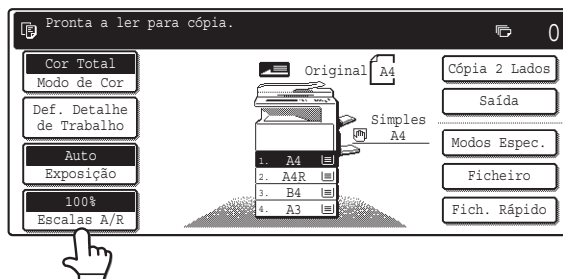 Pronta a ler para cópia.
0
Cor Total
Modo de Cor
Def. Detalhe
de Trabalho
Auto
Exposição
100%
Escalas A/R
Original A4
Simples
A4
1. A4
2. A4R
3. B4
4. A3
Cópia 2 Lados
Saída
Modos Espec.
Ficheiro
Fich. Rápido